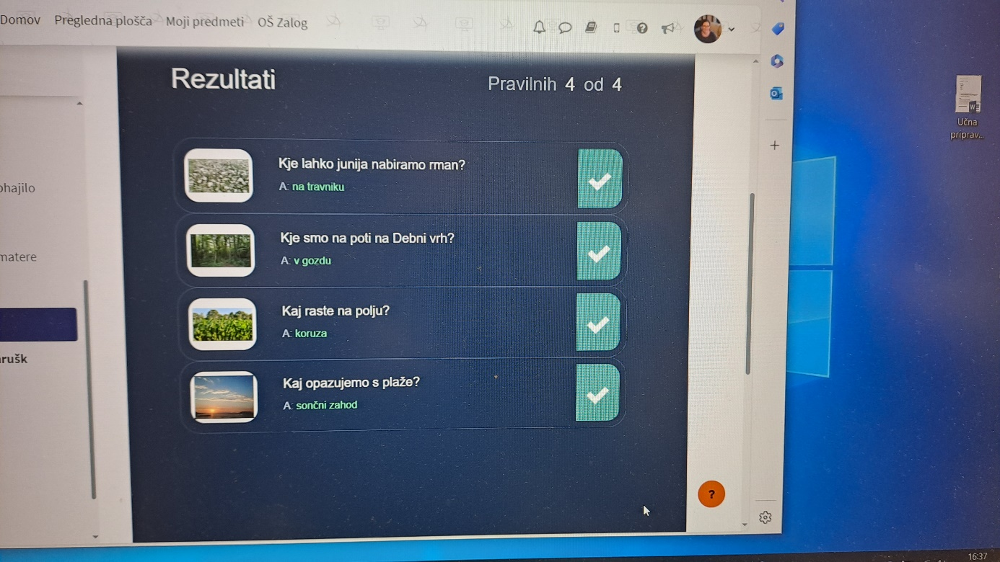 Domov Pregledna plošča Moji predmeti OŠ Zalog
Rezultati
Pravilnih 4 od 4
Kje lahko junija nabiramo rman?
A: na travniku
Kje smo na poti na Debni vrh?
A: v gozdu
Kaj raste na polju?
A: koruza
Kaj opazujemo s plaže?
A: sončni zahod
ohajilo
matere
arušk
?
Učna
priprav...
16:37